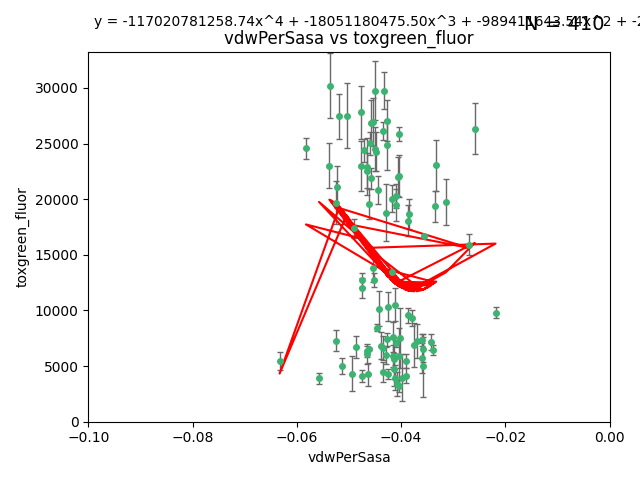 y = -117020781258.74x^4 + -18051180475.50x^3 + -98941
N = 410
vdwPerSasa vs toxgreen_fluor
toxgreen_fluor
30000
25000
20000
15000
10000
5000
0
−0.10 −0.08 −0.06 −0.04 −0.02 0.00
vdwPerSasa